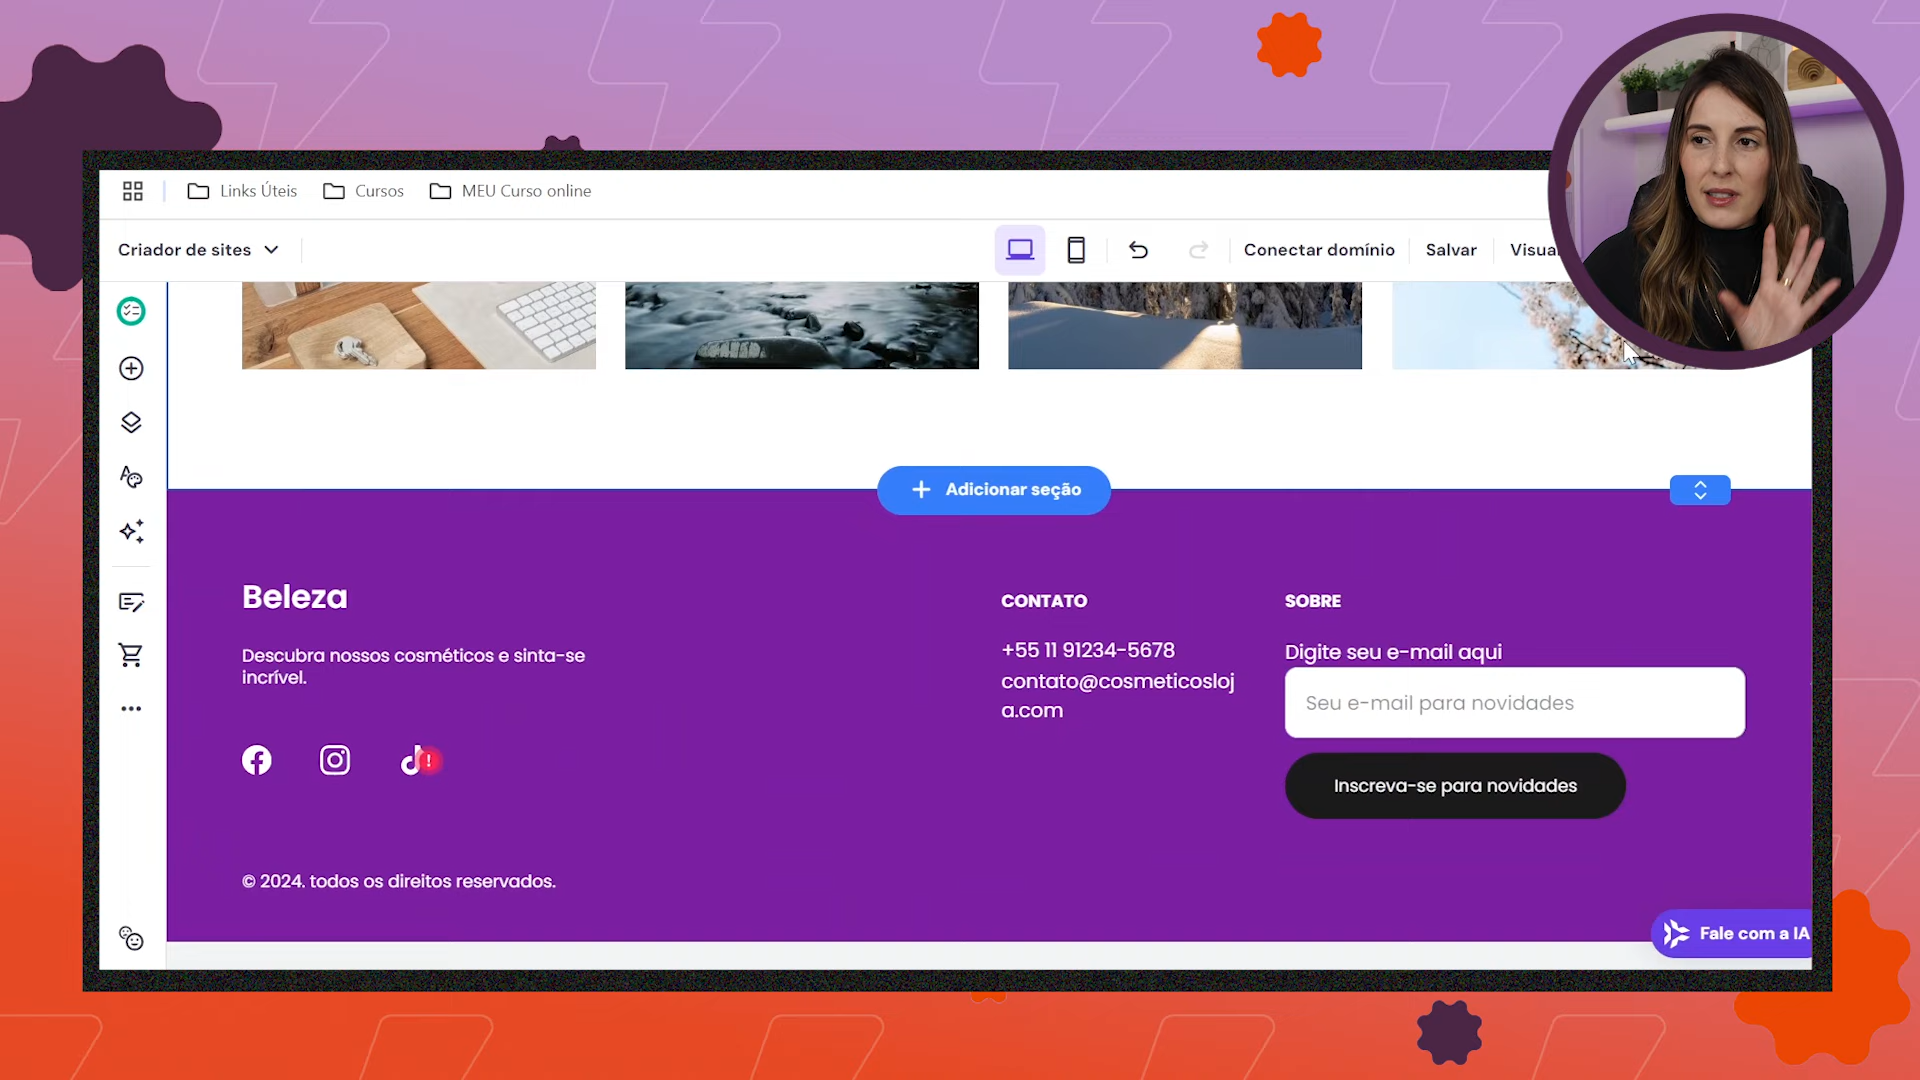 Links Úteis
Cursos
MEU Curso online
Criador de sites
Conectar domínio
Salvar
Adicionar seção
Beleza
Descubra nossos cosméticos e sinta-se
incrível.
CONTATO
+55 11 91234-5678
contato@cosmeticosloj
a.com
SOBRE
Digite seu e-mail aqui
Seu e-mail para novidades
Inscreva-se para novidades
© 2024. todos os direitos reservados.
Fale com a IA